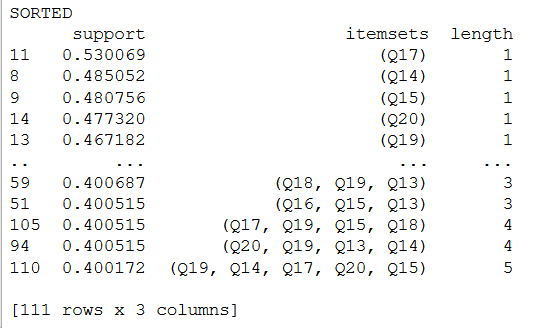 SORTED
support itemsets length
11 0.530069 (Q17) 1
8 0.485052 (Q14) 1
9 0.480756 (Q15) 1
14 0.477320 (Q20) 1
13 0.467182 (Q19) 1
.. ... ... ...
59 0.400687 (Q18, Q19, Q13) 3
51 0.400515 (Q16, Q15, Q13) 3
105 0.400515 (Q17, Q19, Q15, Q18) 4
94 0.400515 (Q20, Q19, Q13, Q14) 4
110 0.400172 (Q19, Q14, Q17, Q20, Q15) 5
[111 rows x 3 columns]